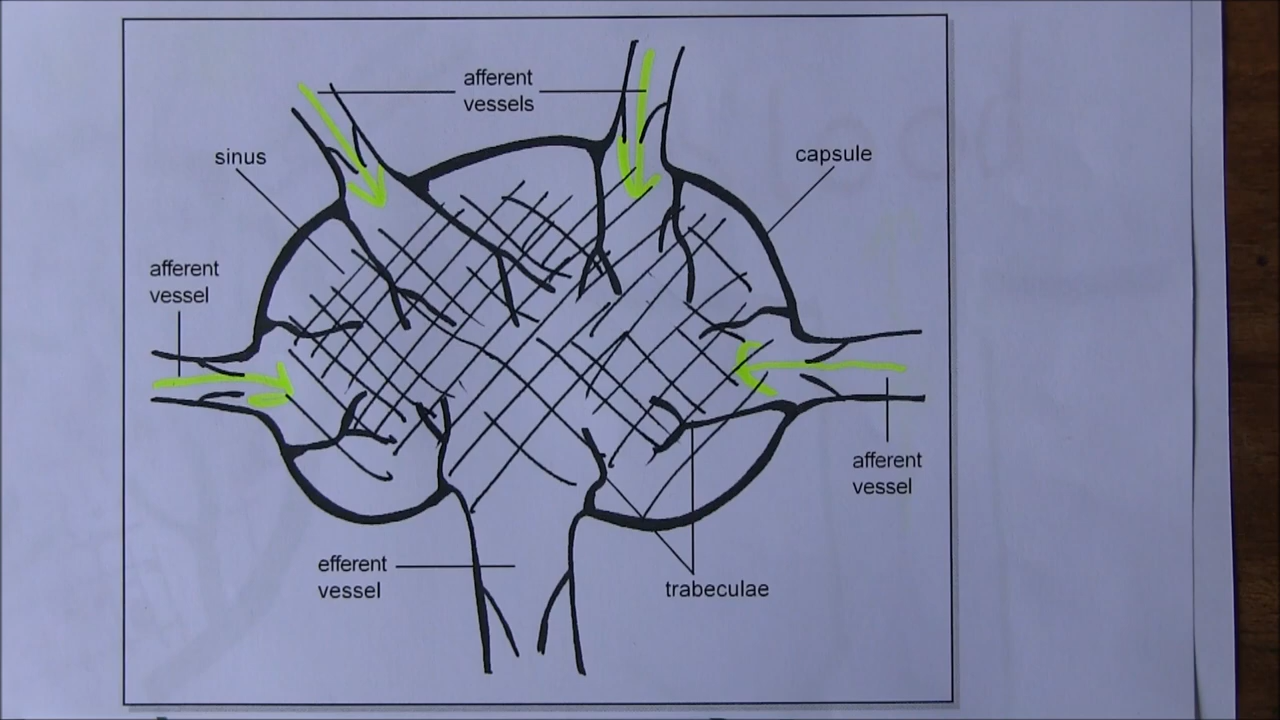 afferent
vessels
sinus
capsule
afferent
vessel
afferent
vessel
efferent
vessel
trabeculae